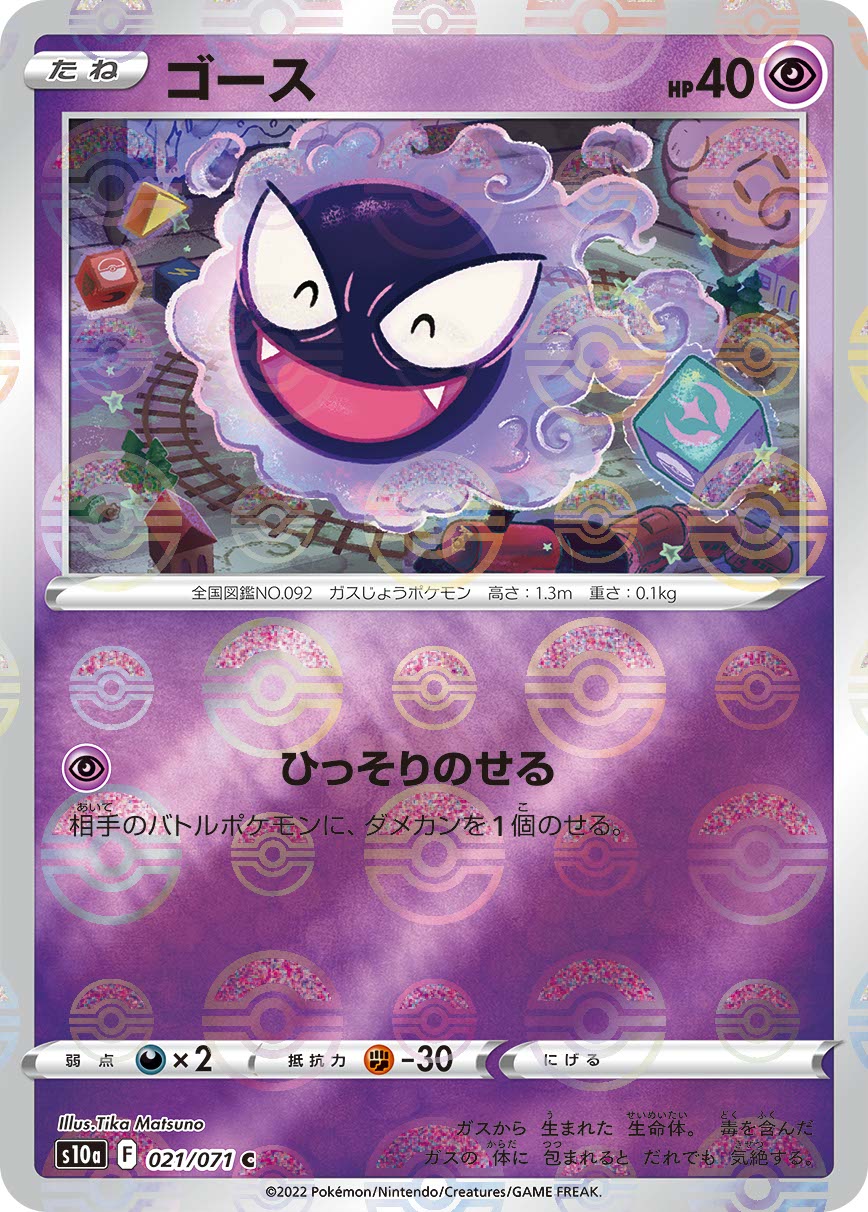 たね ゴース HP40
全国図鑑NO.092 ガスじょうポケモン 高さ:1.3m 重さ:0.1kg
ひっそりのせる
相手のバトルポケモンに、ダメカンを1個のせる。
弱点 ×2 抵抗力 -30 にげる
Illus.Tika Matsuno
ガスから 生まれた 生命体。 毒を含んだ
ガスの 体に 包まれると だれでも 気絶する。
s10a F 021/071 C
©2022 Pokémon/Nintendo/Creatures/GAME FREAK.